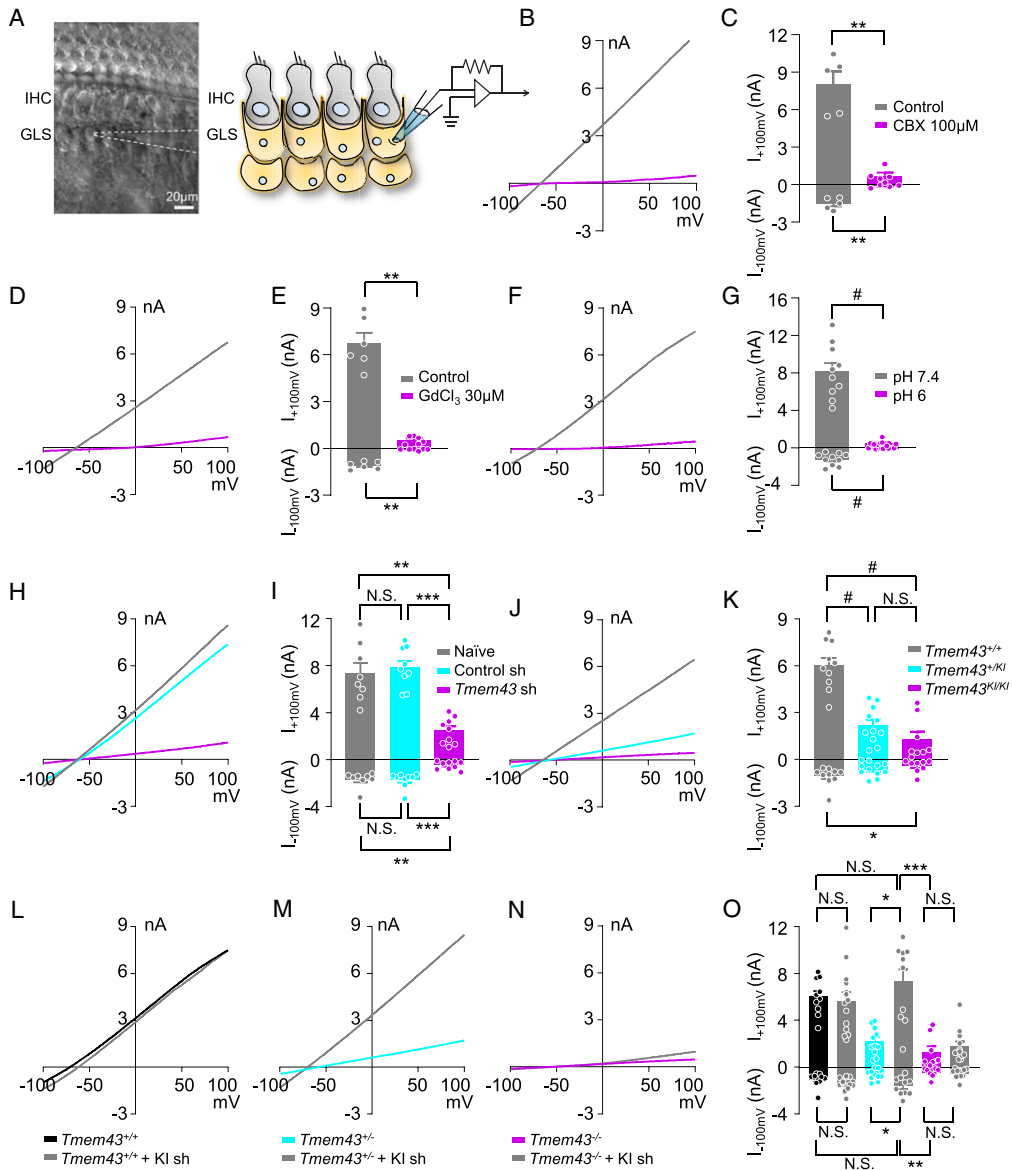 A
IHC
GLS
20µm
IHC
GLS
B
nA
9
6
3
-3
-100
-50
50
100
mV
C
**
12
9
6
3
0
-3
I+100mV (nA)
I-100mV (nA)
Control
CBX 100µM
**
D
9
nA
6
3
-3
-100
-50
50
100
mV
E
**
9
6
3
0
-3
I+100mV (nA)
I-100mV (nA)
Control
GdCl3 30µM
**
F
9
nA
6
3
-3
-100
-50
50
100
mV
G
#
16
12
8
4
0
-4
I+100mV (nA)
I-100mV (nA)
pH 7.4
pH 6
#
H
9
nA
6
3
-3
-100
-50
50
100
mV
I
**
N.S.
***
12
8
4
0
-4
I+100mV (nA)
I-100mV (nA)
Naïve
Control sh
Tmem43 sh
N.S.
***
**
J
9
nA
6
3
-3
-100
-50
50
100
mV
K
#
#
N.S.
9
6
3
0
-3
I+100mV (nA)
I-100mV (nA)
Tmem43+/+
Tmem43+/KI
Tmem43KI/KI
*
L
9
nA
6
3
-3
-100
-50
50
100
mV
Tmem43+/+
Tmem43+/+ + KI sh
M
9
nA
6
3
-3
-100
-50
50
100
mV
Tmem43+/-
Tmem43+/- + KI sh
N
9
nA
6
3
-3
-100
-50
50
100
mV
Tmem43-/-
Tmem43-/- + KI sh
O
N.S.
***
N.S.
*
N.S.
12
8
4
0
-4
I+100mV (nA)
I-100mV (nA)
N.S.
*
N.S.
N.S.
**